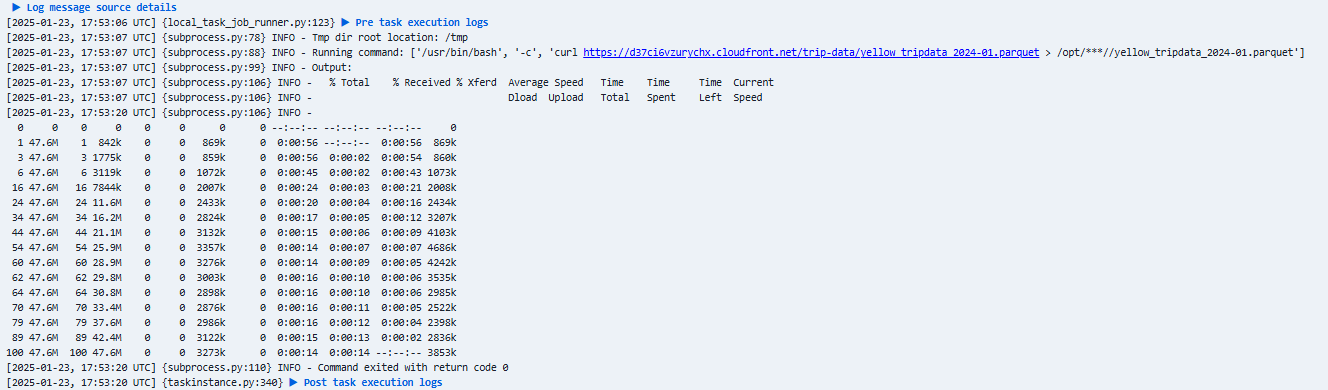 ▶ Log message source details
[2025-01-23, 17:53:06 UTC] {local_task_job_runner.py:123} ▶ Pre task execution logs
[2025-01-23, 17:53:07 UTC] {subprocess.py:78} INFO - Tmp dir root location: /tmp
[2025-01-23, 17:53:07 UTC] {subprocess.py:88} INFO - Running command: ['/usr/bin/bash', '-c', 'curl https://d37ci6vzurychx.cloudfront.net/trip-data/yellow_tripdata_2024-01.parquet > /opt/***//yellow_tripdata_2024-01.parquet']
[2025-01-23, 17:53:07 UTC] {subprocess.py:99} INFO - Output:
[2025-01-23, 17:53:07 UTC] {subprocess.py:106} INFO -   % Total    % Received % Xferd  Average Speed   Time    Time     Time  Current
[2025-01-23, 17:53:07 UTC] {subprocess.py:106} INFO -                                  Dload  Upload   Total   Spent    Left  Speed
[2025-01-23, 17:53:20 UTC] {subprocess.py:106} INFO -
  0     0    0     0    0     0      0      0 --:--:-- --:--:-- --:--:--     0
  1 47.6M    1  842k    0     0   869k      0  0:00:56 --:--:--  0:00:56  869k
  3 47.6M    3 1775k    0     0   859k      0  0:00:56  0:00:02  0:00:54  860k
  6 47.6M    6 3119k    0     0  1072k      0  0:00:45  0:00:02  0:00:43 1073k
 16 47.6M   16 7844k    0     0  2007k      0  0:00:24  0:00:03  0:00:21 2008k
 24 47.6M   24 11.6M    0     0  2433k      0  0:00:20  0:00:04  0:00:16 2434k
 34 47.6M   34 16.2M    0     0  2824k      0  0:00:17  0:00:05  0:00:12 3207k
 44 47.6M   44 21.1M    0     0  3132k      0  0:00:15  0:00:06  0:00:09 4103k
 54 47.6M   54 25.9M    0     0  3357k      0  0:00:14  0:00:07  0:00:07 4686k
 60 47.6M   60 28.9M    0     0  3276k      0  0:00:14  0:00:09  0:00:05 4242k
 62 47.6M   62 29.8M    0     0  3003k      0  0:00:16  0:00:10  0:00:06 3535k
 64 47.6M   64 30.8M    0     0  2898k      0  0:00:16  0:00:10  0:00:06 2985k
 70 47.6M   70 33.4M    0     0  2876k      0  0:00:16  0:00:11  0:00:05 2522k
 79 47.6M   79 37.6M    0     0  2986k      0  0:00:16  0:00:12  0:00:04 2398k
 89 47.6M   89 42.4M    0     0  3122k      0  0:00:15  0:00:13  0:00:02 2836k
100 47.6M  100 47.6M    0     0  3273k      0  0:00:14  0:00:14 --:--:-- 3853k
[2025-01-23, 17:53:20 UTC] {subprocess.py:110} INFO - Command exited with return code 0
[2025-01-23, 17:53:20 UTC] {taskinstance.py:340} ▶ Post task execution logs